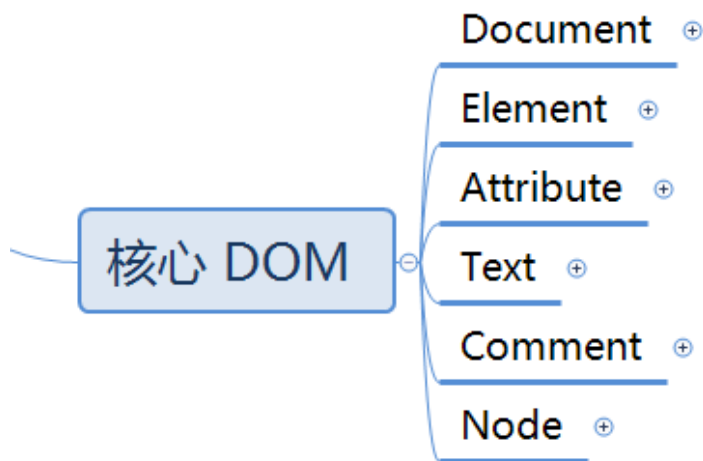 核心 DOM
Document
Element
Attribute
Text
Comment
Node